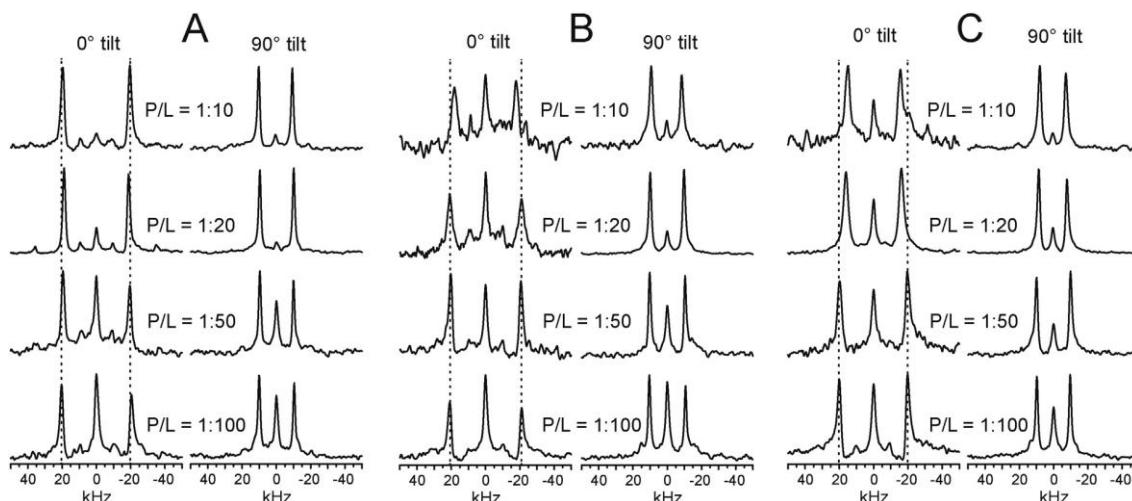 A B C
0° tilt 90° tilt 0° tilt 90° tilt 0° tilt 90° tilt
P/L = 1:10 P/L = 1:10 P/L = 1:10
P/L = 1:20 P/L = 1:20 P/L = 1:20
P/L = 1:50 P/L = 1:50 P/L = 1:50
P/L = 1:100 P/L = 1:100 P/L = 1:100
40 20 0 -20 -40 40 20 0 -20 -40 40 20 0 -20 -40 40 20 0 -20 -40 40 20 0 -20 -40 40 20 0 -20 -40
kHz kHz kHz kHz kHz kHz